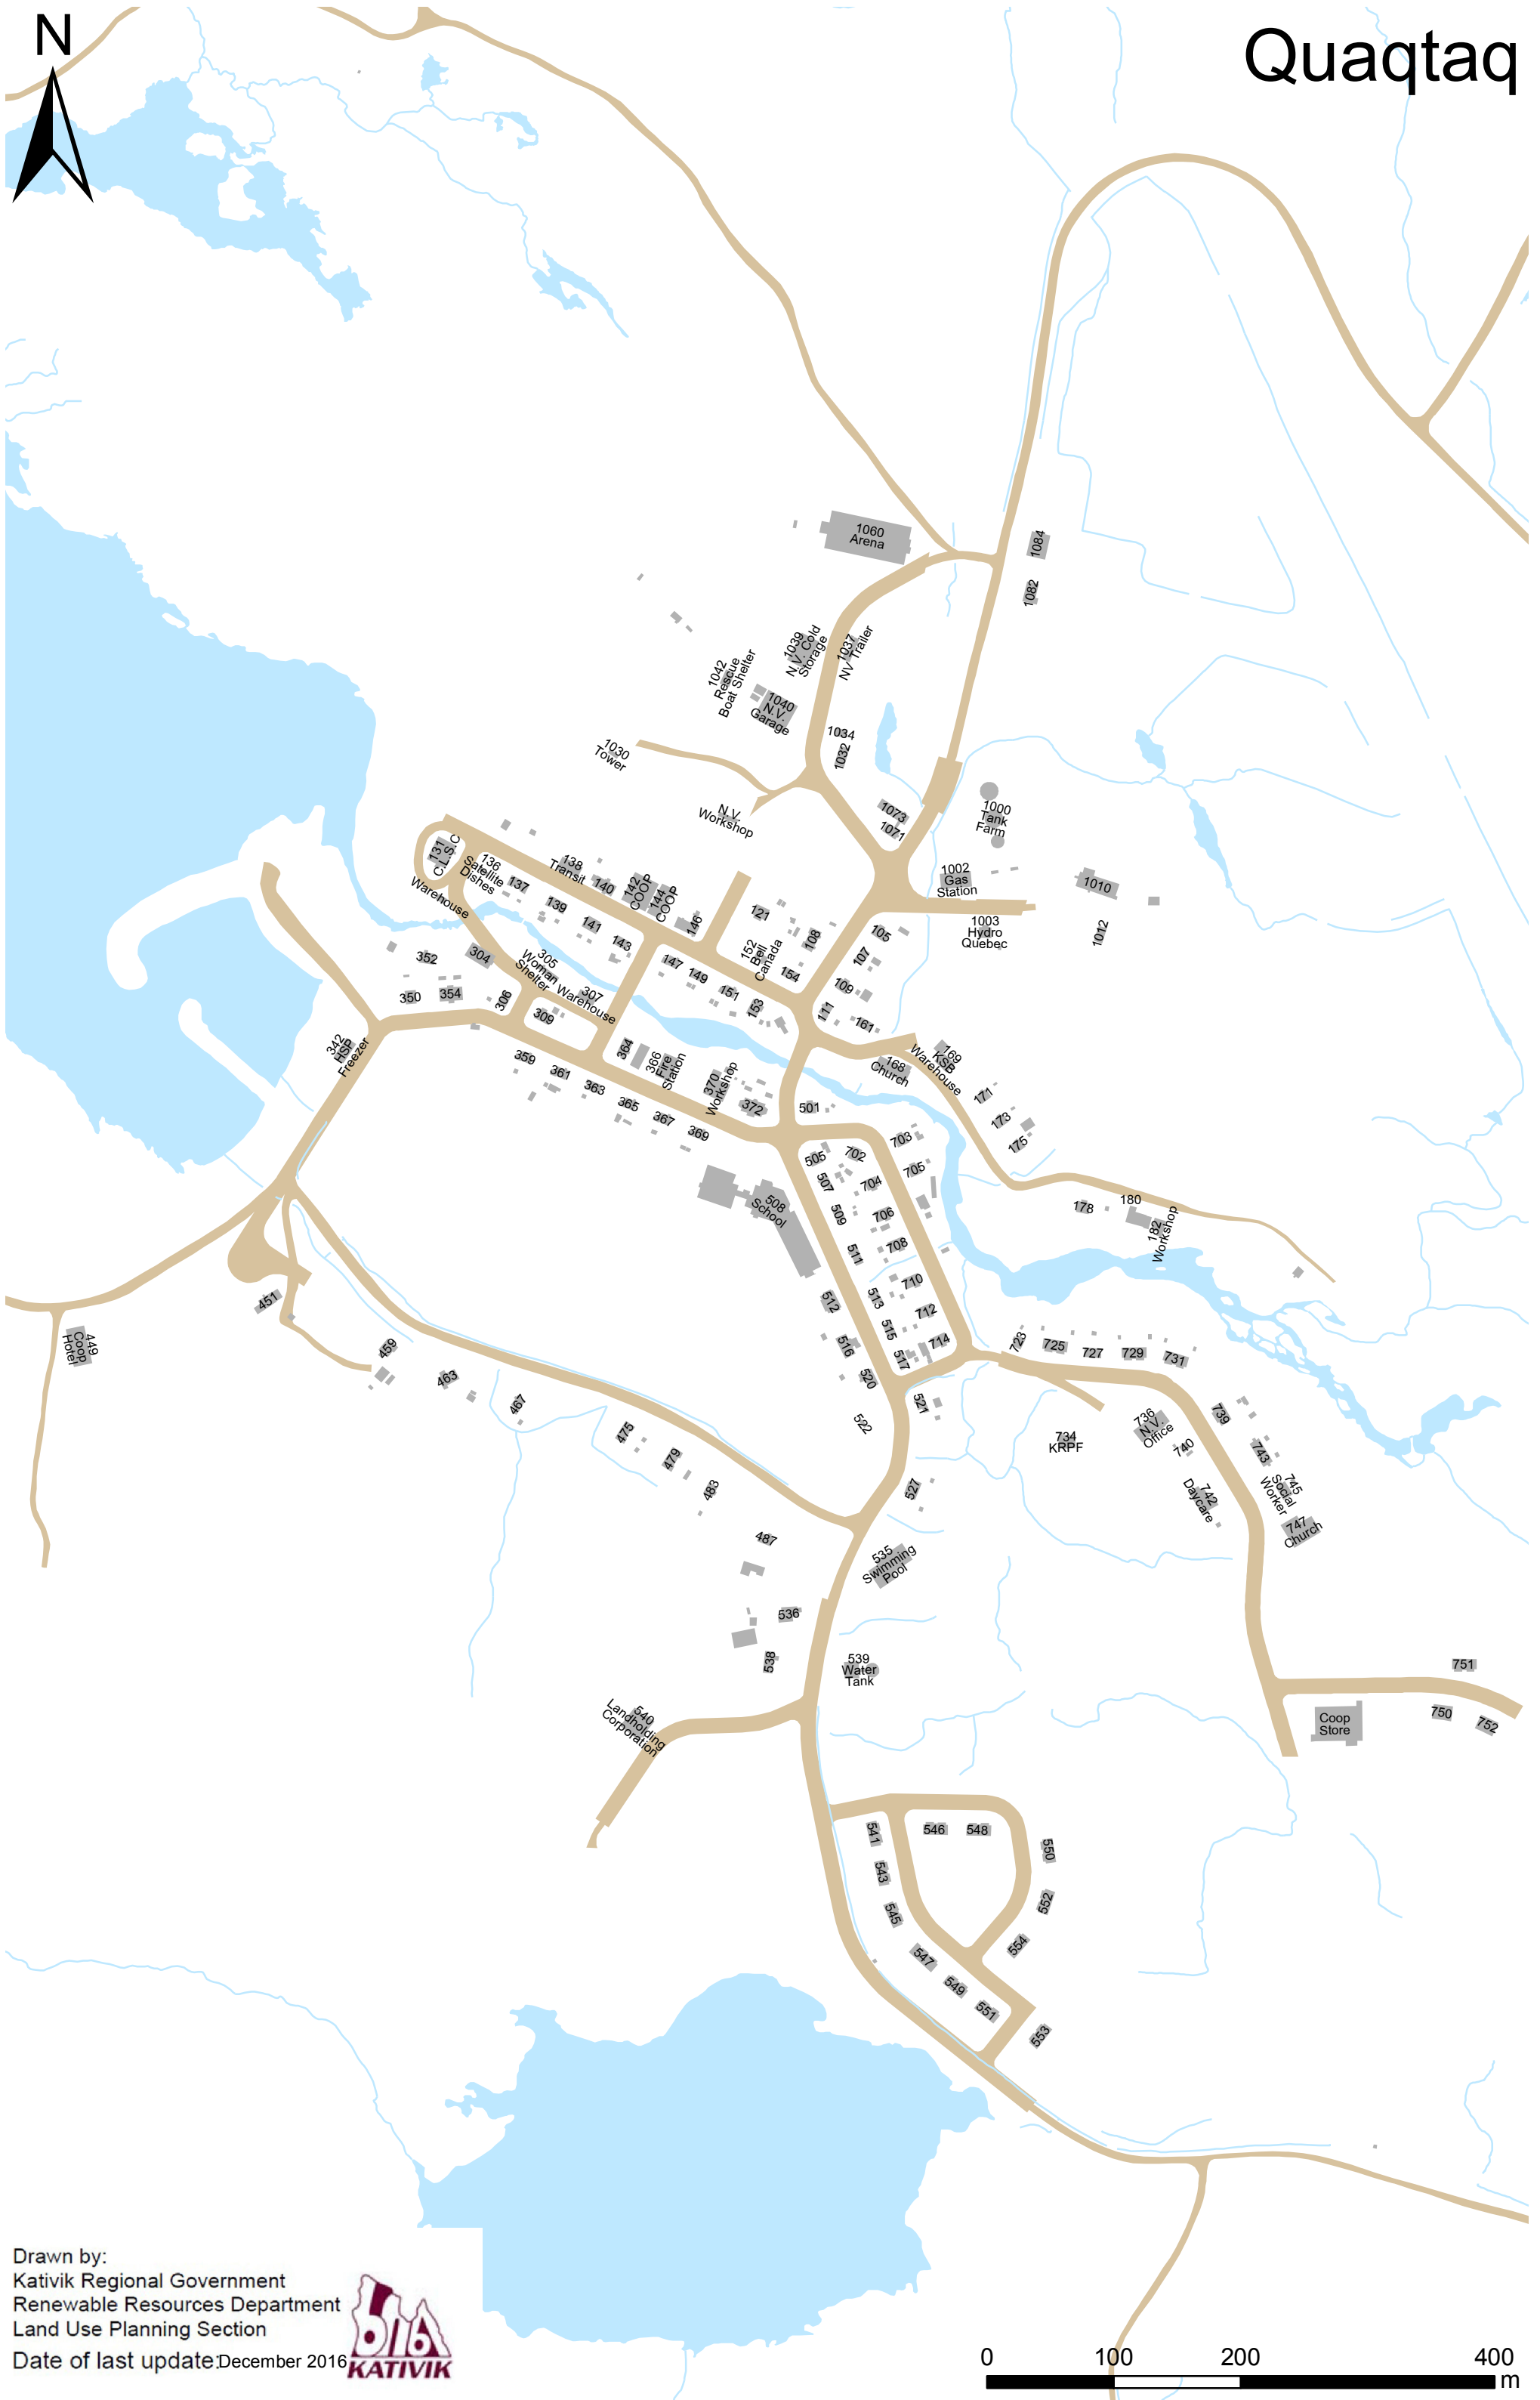 N
Quaqtaq
1060
Arena
1084
1082
1039
N.V. Cold
Storage
1037
NV Trailer
1042
Rescue
Boat Shelter
1040
N.V.
Garage
1034
1032
1030
Tower
N.V.
Workshop
1073
1071
1000
Tank
Farm
1002
Gas
Station
1010
1003
Hydro
Quebec
1012
131
C.L.S.C
136
Satellite
Dishes
Warehouse
137
138
Transit
139
140
142
COOP
144
COOP
141
143
146
121
152
Bell
Canada
108
105
107
147
149
151
153
154
109
111
161
352
304
305
Woman
Shelter
307
Warehouse
350
354
306
309
342
HSP
Freezer
359
361
363
365
367
369
364
366
Fire
Station
370
Workshop
372
501
168
Church
169
KSB
Warehouse
171
173
175
178
180
182
Workshop
505
702
703
507
704
705
508
School
509
706
511
708
710
512
513
712
515
516
714
517
520
521
522
723
725
727
729
731
449
Coop
Hotel
451
459
463
467
475
479
483
487
527
734
KRPF
736
N.V.
Office
739
740
743
742
Daycare
745
Social
Worker
747
Church
535
Swimming
Pool
536
538
539
Water
Tank
540
Landholding
Corporation
751
750
752
Coop
Store
541
546
548
550
543
552
545
554
547
549
551
553
Drawn by:
Kativik Regional Government
Renewable Resources Department
Land Use Planning Section
Date of last update:December 2016
KATIVIK
0 100 200 400
m